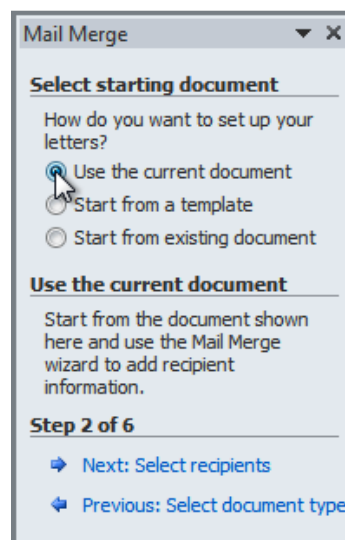 Mail Merge
Select starting document
How do you want to set up your
letters?
Use the current document
Start from a template
Start from existing document
Use the current document
Start from the document shown
here and use the Mail Merge
wizard to add recipient
information.
Step 2 of 6
Next: Select recipients
Previous: Select document type